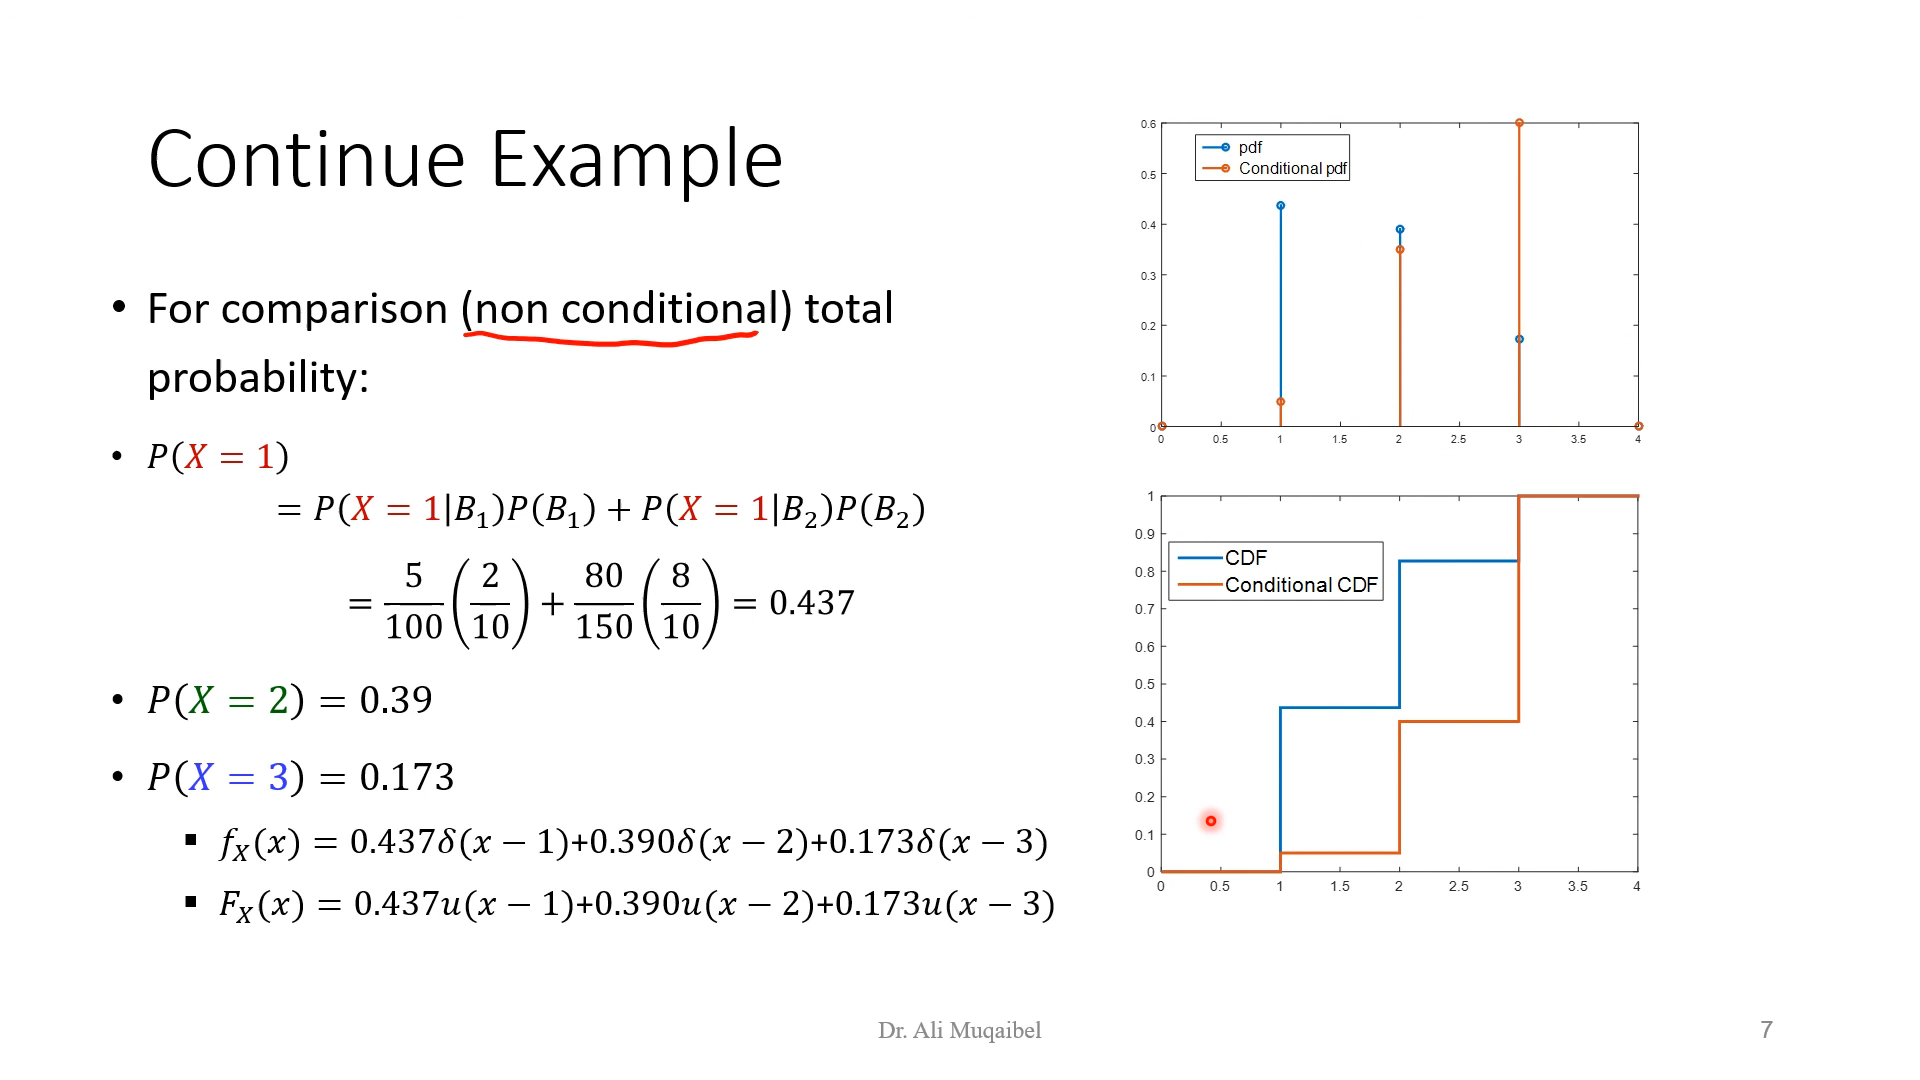 Continue Example
• For comparison (non conditional) total
probability:
• P(X = 1)
= P(X = 1|B₁)P(B₁) + P(X = 1|B₂)P(B₂)
= 5/100 (2/10) + 80/150 (8/10) = 0.437
• P(X = 2) = 0.39
• P(X = 3) = 0.173
▪ f_X(x) = 0.437δ(x − 1)+0.390δ(x − 2)+0.173δ(x − 3)
▪ F_X(x) = 0.437u(x − 1)+0.390u(x − 2)+0.173u(x − 3)
0.6
0.5
0.4
0.3
0.2
0.1
0
pdf
Conditional pdf
0 0.5 1 1.5 2 2.5 3 3.5 4
1
0.9
0.8
0.7
0.6
0.5
0.4
0.3
0.2
0.1
0
CDF
Conditional CDF
0 0.5 1 1.5 2 2.5 3 3.5 4
Dr. Ali Muqaibel
7